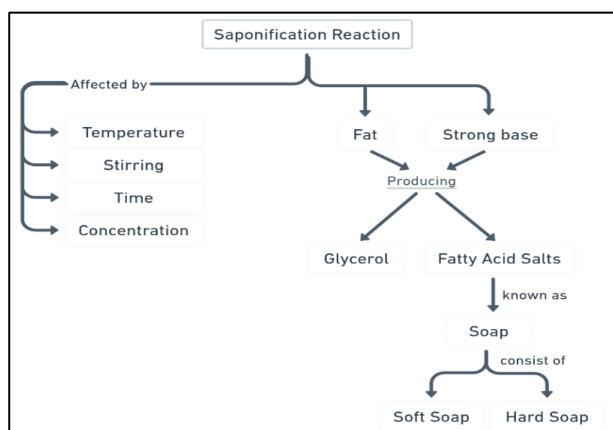 Saponification Reaction
Affected by
Temperature
Stirring
Time
Concentration
Fat
Strong base
Producing
Glycerol
Fatty Acid Salts
known as
Soap
consist of
Soft Soap
Hard Soap